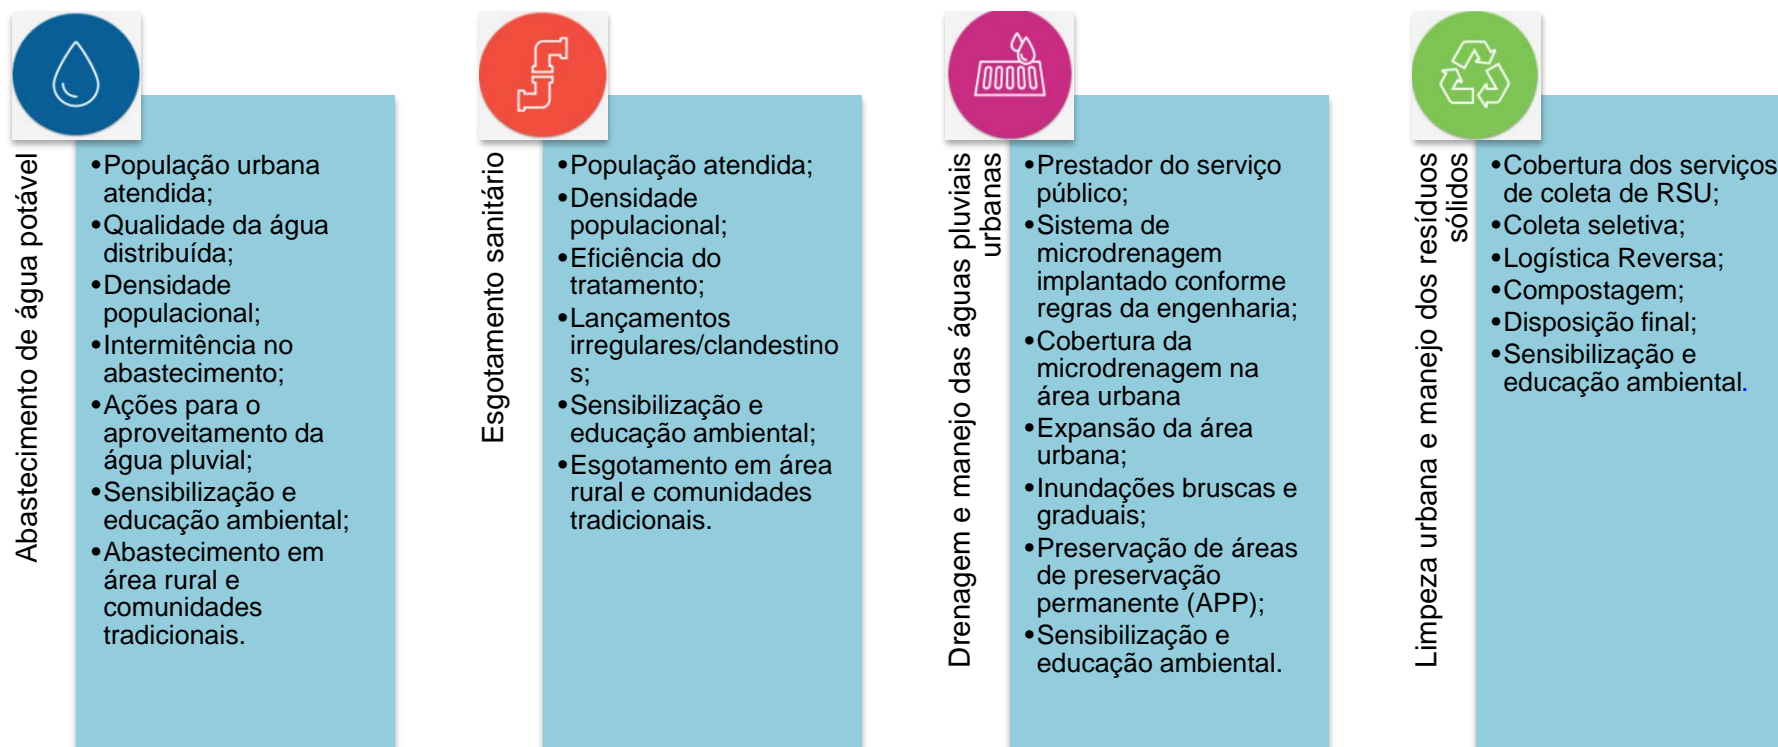 Abastecimento de água potável
•População urbana
atendida;
•Qualidade da água
distribuída;
•Densidade
populacional;
•Intermitência no
abastecimento;
•Ações para o
aproveitamento da
água pluvial;
•Sensibilização e
educação ambiental;
•Abastecimento em
área rural e
comunidades
tradicionais.
Esgotamento sanitário
•População atendida;
•Densidade
populacional;
•Eficiência do
tratamento;
•Lançamentos
irregulares/clandestino
s;
•Sensibilização e
educação ambiental;
•Esgotamento em área
rural e comunidades
tradicionais.
Drenagem e manejo das águas pluviais
urbanas
•Prestador do serviço
público;
•Sistema de
microdrenagem
implantado conforme
regras da engenharia;
•Cobertura da
microdrenagem na
área urbana
•Expansão da área
urbana;
•Inundações bruscas e
graduais;
•Preservação de áreas
de preservação
permanente (APP);
•Sensibilização e
educação ambiental.
Limpeza urbana e manejo dos resíduos
sólidos
•Cobertura dos serviços
de coleta de RSU;
•Coleta seletiva;
•Logística Reversa;
•Compostagem;
•Disposição final;
•Sensibilização e
educação ambiental.